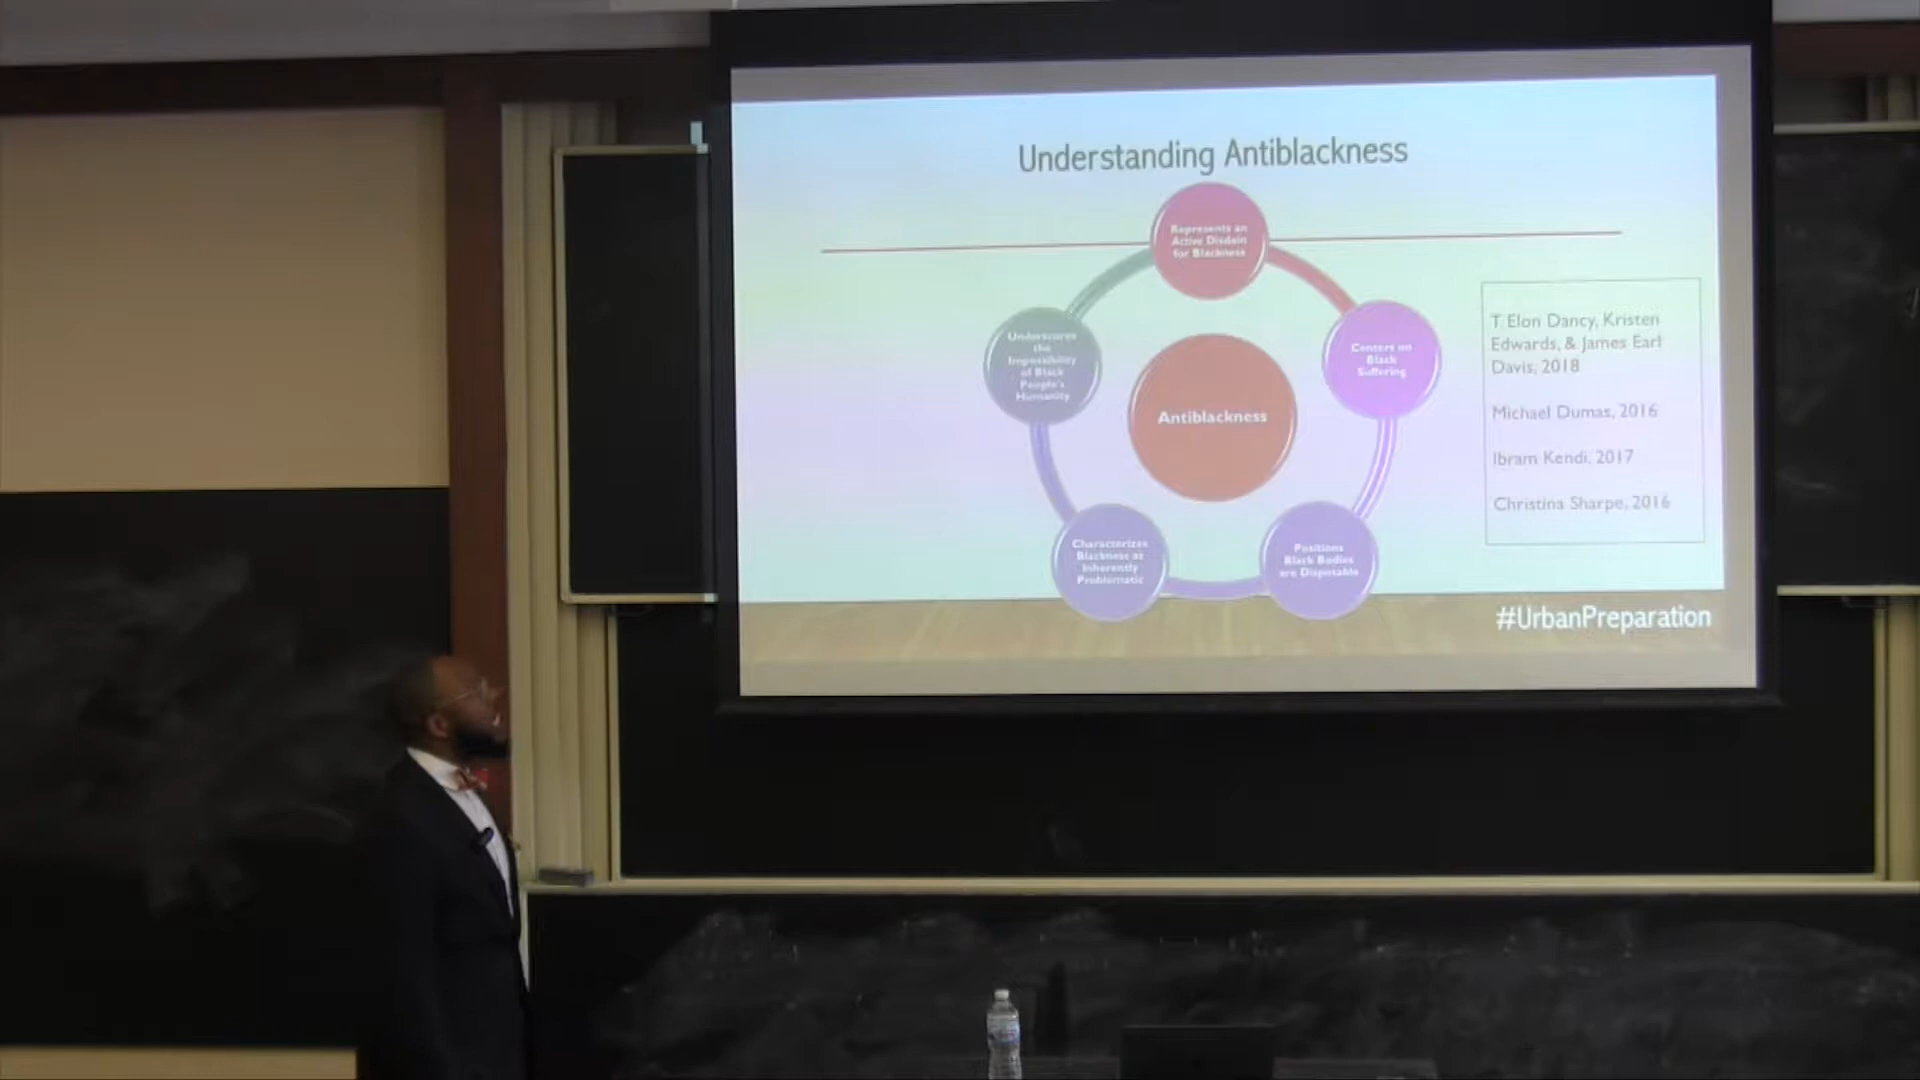 Understanding Antiblackness
Represents an
Active Disdain
for Blackness
Centers on
Black
Suffering
Positions
Black Bodies
are Disposable
Characterizes
Blackness as
Inherently
Problematic
Underscores
the
Impossibility
of Black
People's
Humanity
Antiblackness
T. Elon Dancy, Kristen
Edwards, & James Earl
Davis, 2018
Michael Dumas, 2016
Ibram Kendi, 2017
Christina Sharpe, 2016
#UrbanPreparation